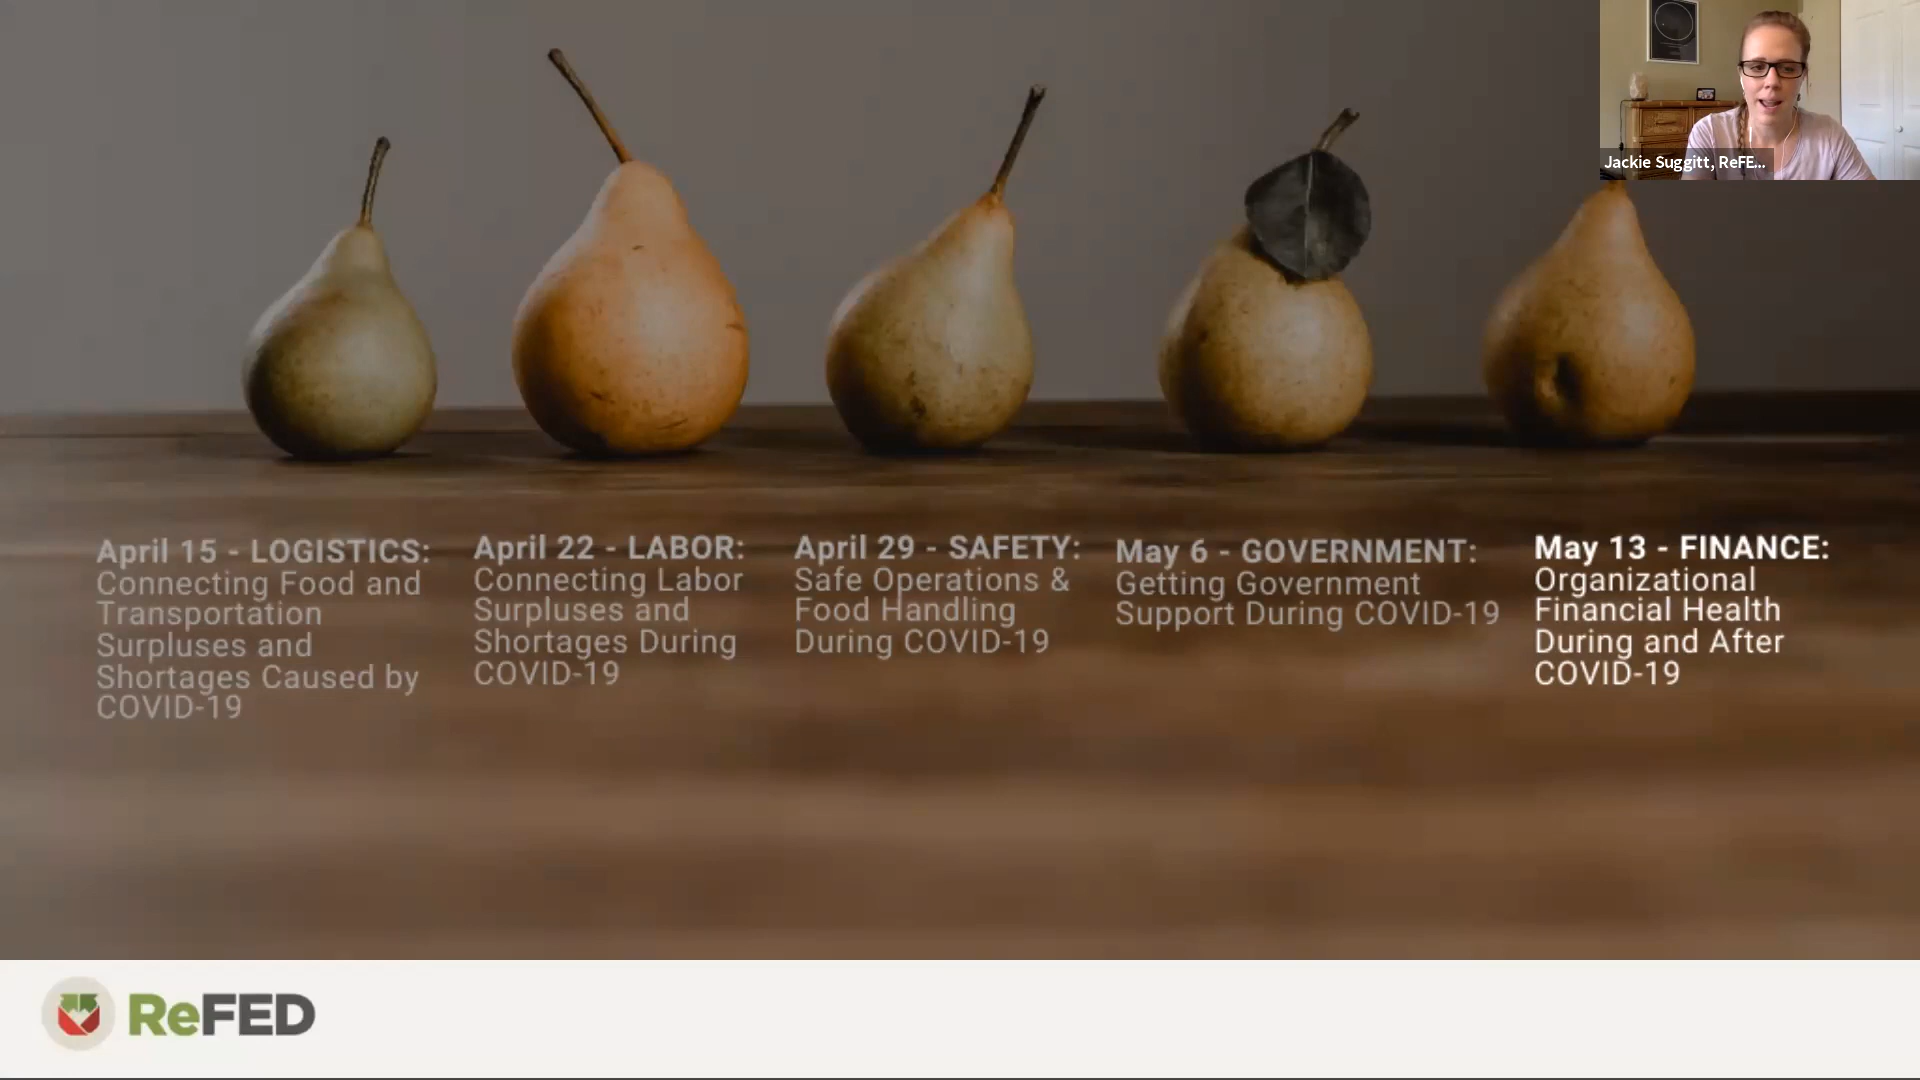 Jackie Suggitt, ReFE...
April 15 - LOGISTICS:
Connecting Food and
Transportation
Surpluses and
Shortages Caused by
COVID-19
April 22 - LABOR:
Connecting Labor
Surpluses and
Shortages During
COVID-19
April 29 - SAFETY:
Safe Operations &
Food Handling
During COVID-19
May 6 - GOVERNMENT:
Getting Government
Support During COVID-19
May 13 - FINANCE:
Organizational
Financial Health
During and After
COVID-19
ReFED